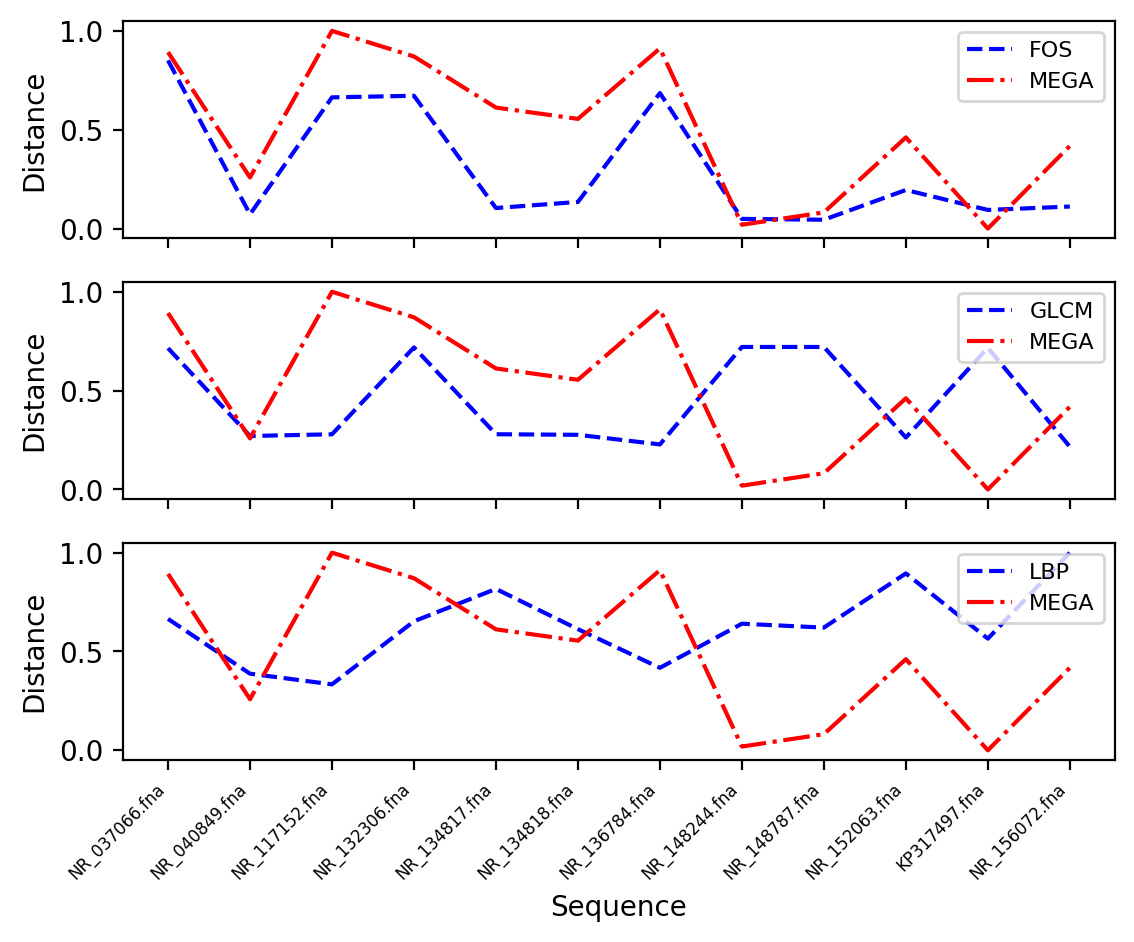 Distance
1.0
0.5
0.0
FOS
MEGA
Distance
1.0
0.5
0.0
GLCM
MEGA
Distance
1.0
0.5
0.0
LBP
MEGA
NR_037066.fna
NR_040849.fna
NR_117152.fna
NR_132306.fna
NR_134817.fna
NR_134818.fna
NR_136784.fna
NR_148244.fna
NR_148787.fna
NR_152063.fna
KP317497.fna
NR_156072.fna
Sequence